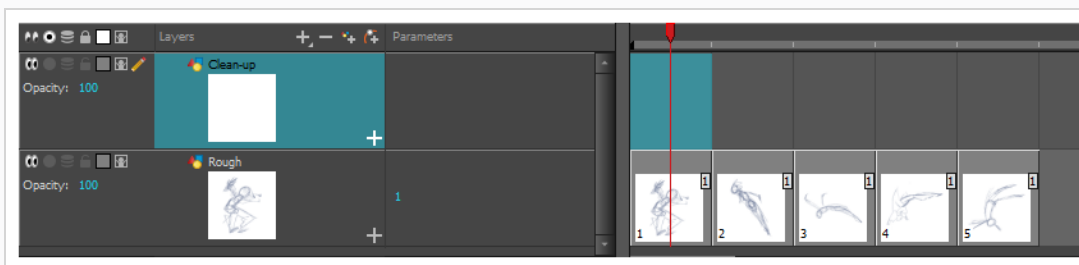 Layers Parameters
Clean-up
Opacity: 100
Rough
Opacity: 100
1
1 1 1 1 1
1 2 3 4 5